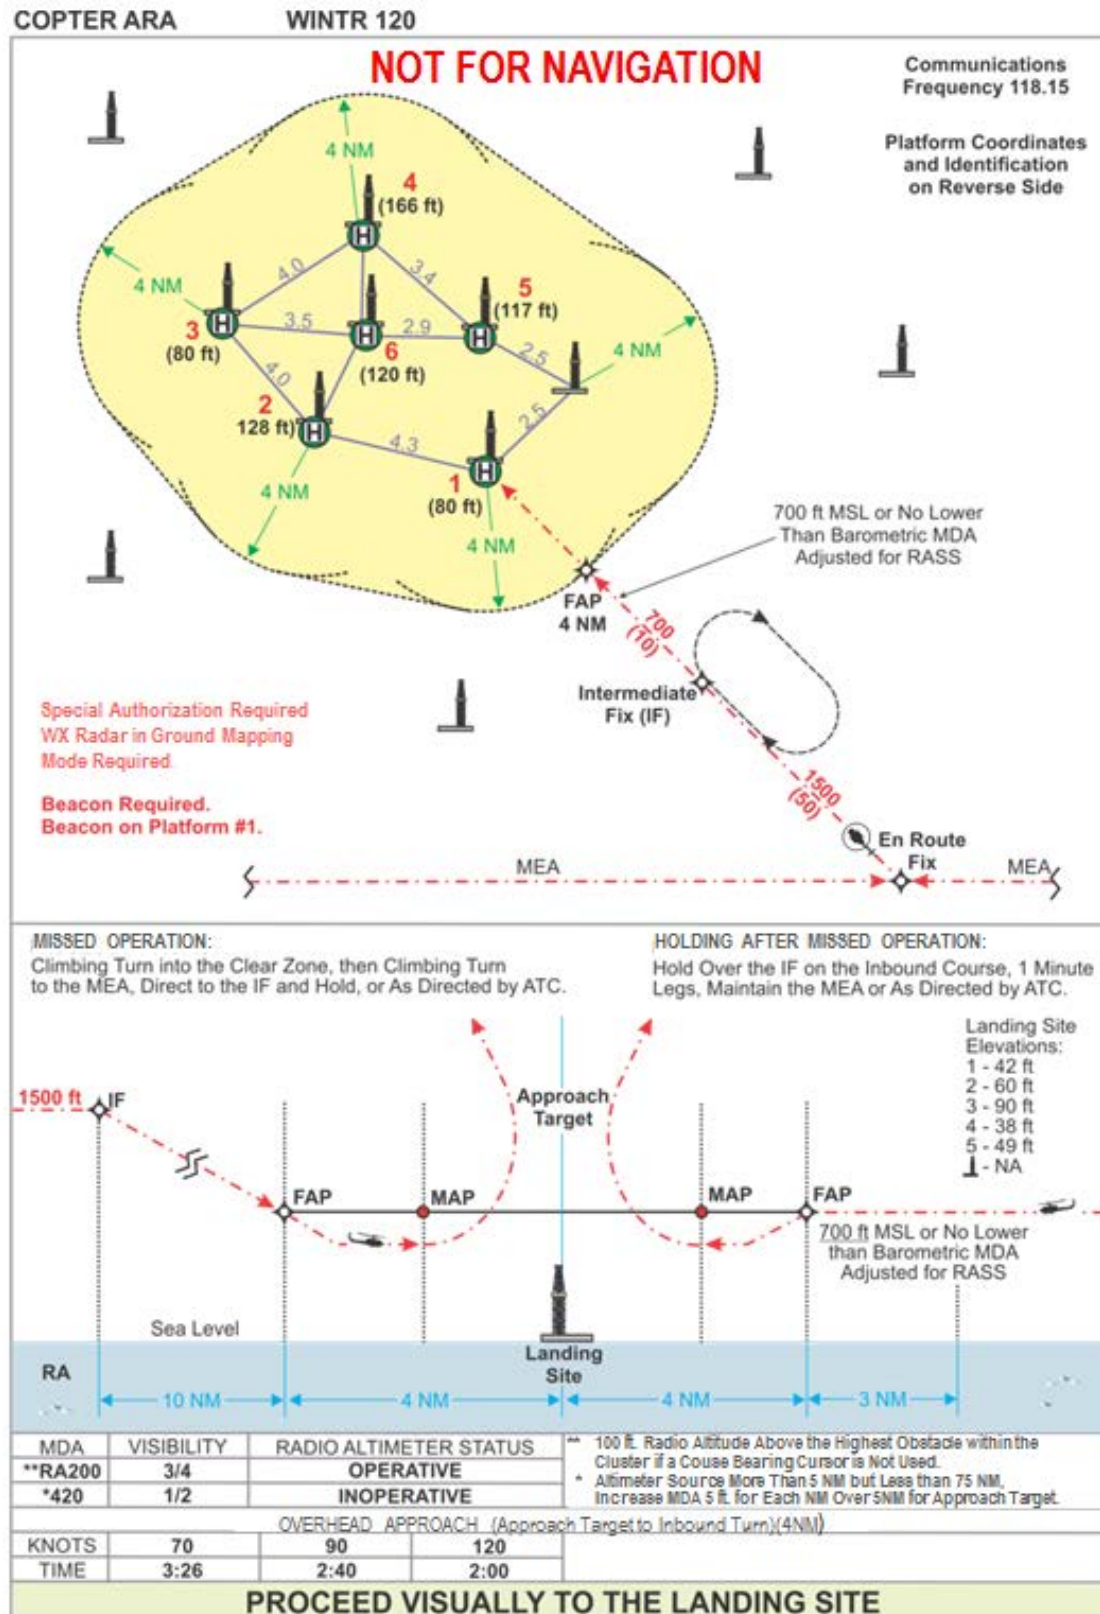 COPTER ARA WINTR 120
NOT FOR NAVIGATION
Communications
Frequency 118.15
Platform Coordinates
and Identification
on Reverse Side
4 NM
4
(166 ft)
4.0
3.4
4 NM
5
(117 ft)
3
(80 ft)
3.5
2.9
6
(120 ft)
2.5
4 NM
4.0
2
128 ft)
4.3
2.5
1
(80 ft)
4 NM
4 NM
H
H
H
H
H
H
700 ft MSL or No Lower
Than Barometric MDA
Adjusted for RASS
FAP
4 NM
700
(10)
Intermediate
Fix (IF)
Special Authorization Required
WX Radar in Ground Mapping
Mode Required.
Beacon Required.
Beacon on Platform #1.
1500
(50)
En Route
Fix
MEA
MEA
MISSED OPERATION:
Climbing Turn into the Clear Zone, then Climbing Turn
to the MEA, Direct to the IF and Hold, or As Directed by ATC.
HOLDING AFTER MISSED OPERATION:
Hold Over the IF on the Inbound Course, 1 Minute
Legs, Maintain the MEA or As Directed by ATC.
Landing Site
Elevations:
1 - 42 ft
2 - 60 ft
3 - 90 ft
4 - 38 ft
5 - 49 ft
- NA
1500 ft
IF
Approach
Target
FAP
MAP
MAP
FAP
700 ft MSL or No Lower
than Barometric MDA
Adjusted for RASS
Sea Level
Landing
Site
RA
10 NM
4 NM
4 NM
3 NM
MDA VISIBILITY RADIO ALTIMETER STATUS
**RA200 3/4 OPERATIVE
*420 1/2 INOPERATIVE
** 100 ft. Radio Altitude Above the Highest Obstacle within the
Cluster if a Couse Bearing Cursor is Not Used.
* Altimeter Source More Than 5 NM but Less than 75 NM,
Increase MDA 5 ft. for Each NM Over 5NM for Approach Target.
OVERHEAD APPROACH (Approach Target to Inbound Turn)(4NM)
KNOTS 70 90 120
TIME 3:26 2:40 2:00
PROCEED VISUALLY TO THE LANDING SITE